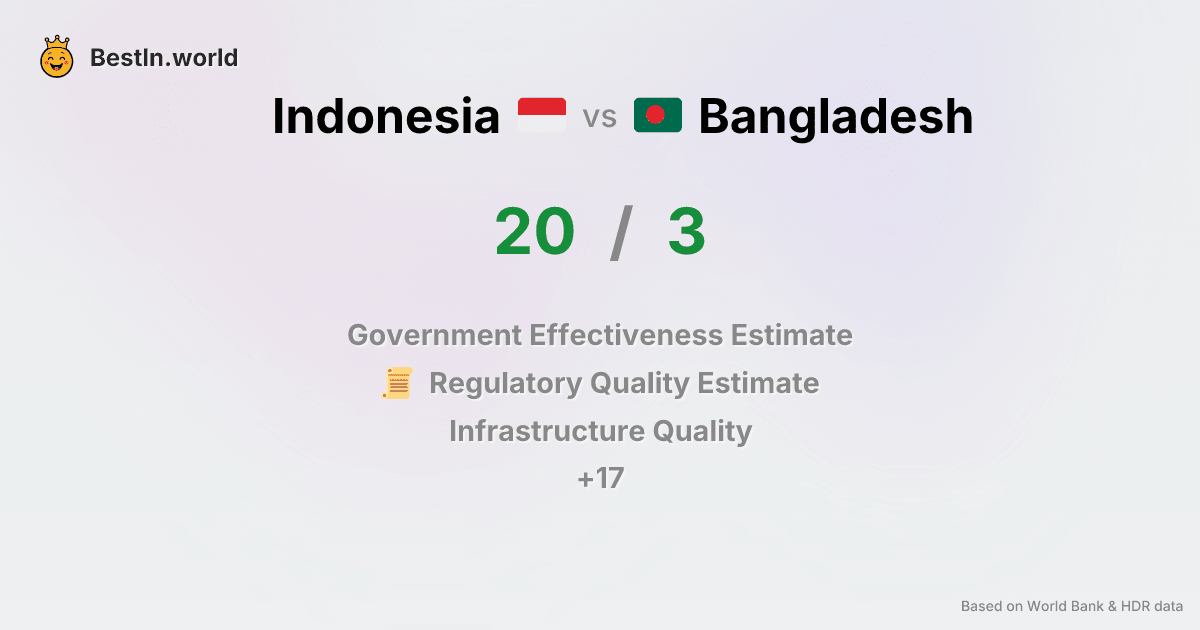 BestIn.world
Indonesia vs Bangladesh
20 / 3
Government Effectiveness Estimate
Regulatory Quality Estimate
Infrastructure Quality
+17
Based on World Bank & HDR data